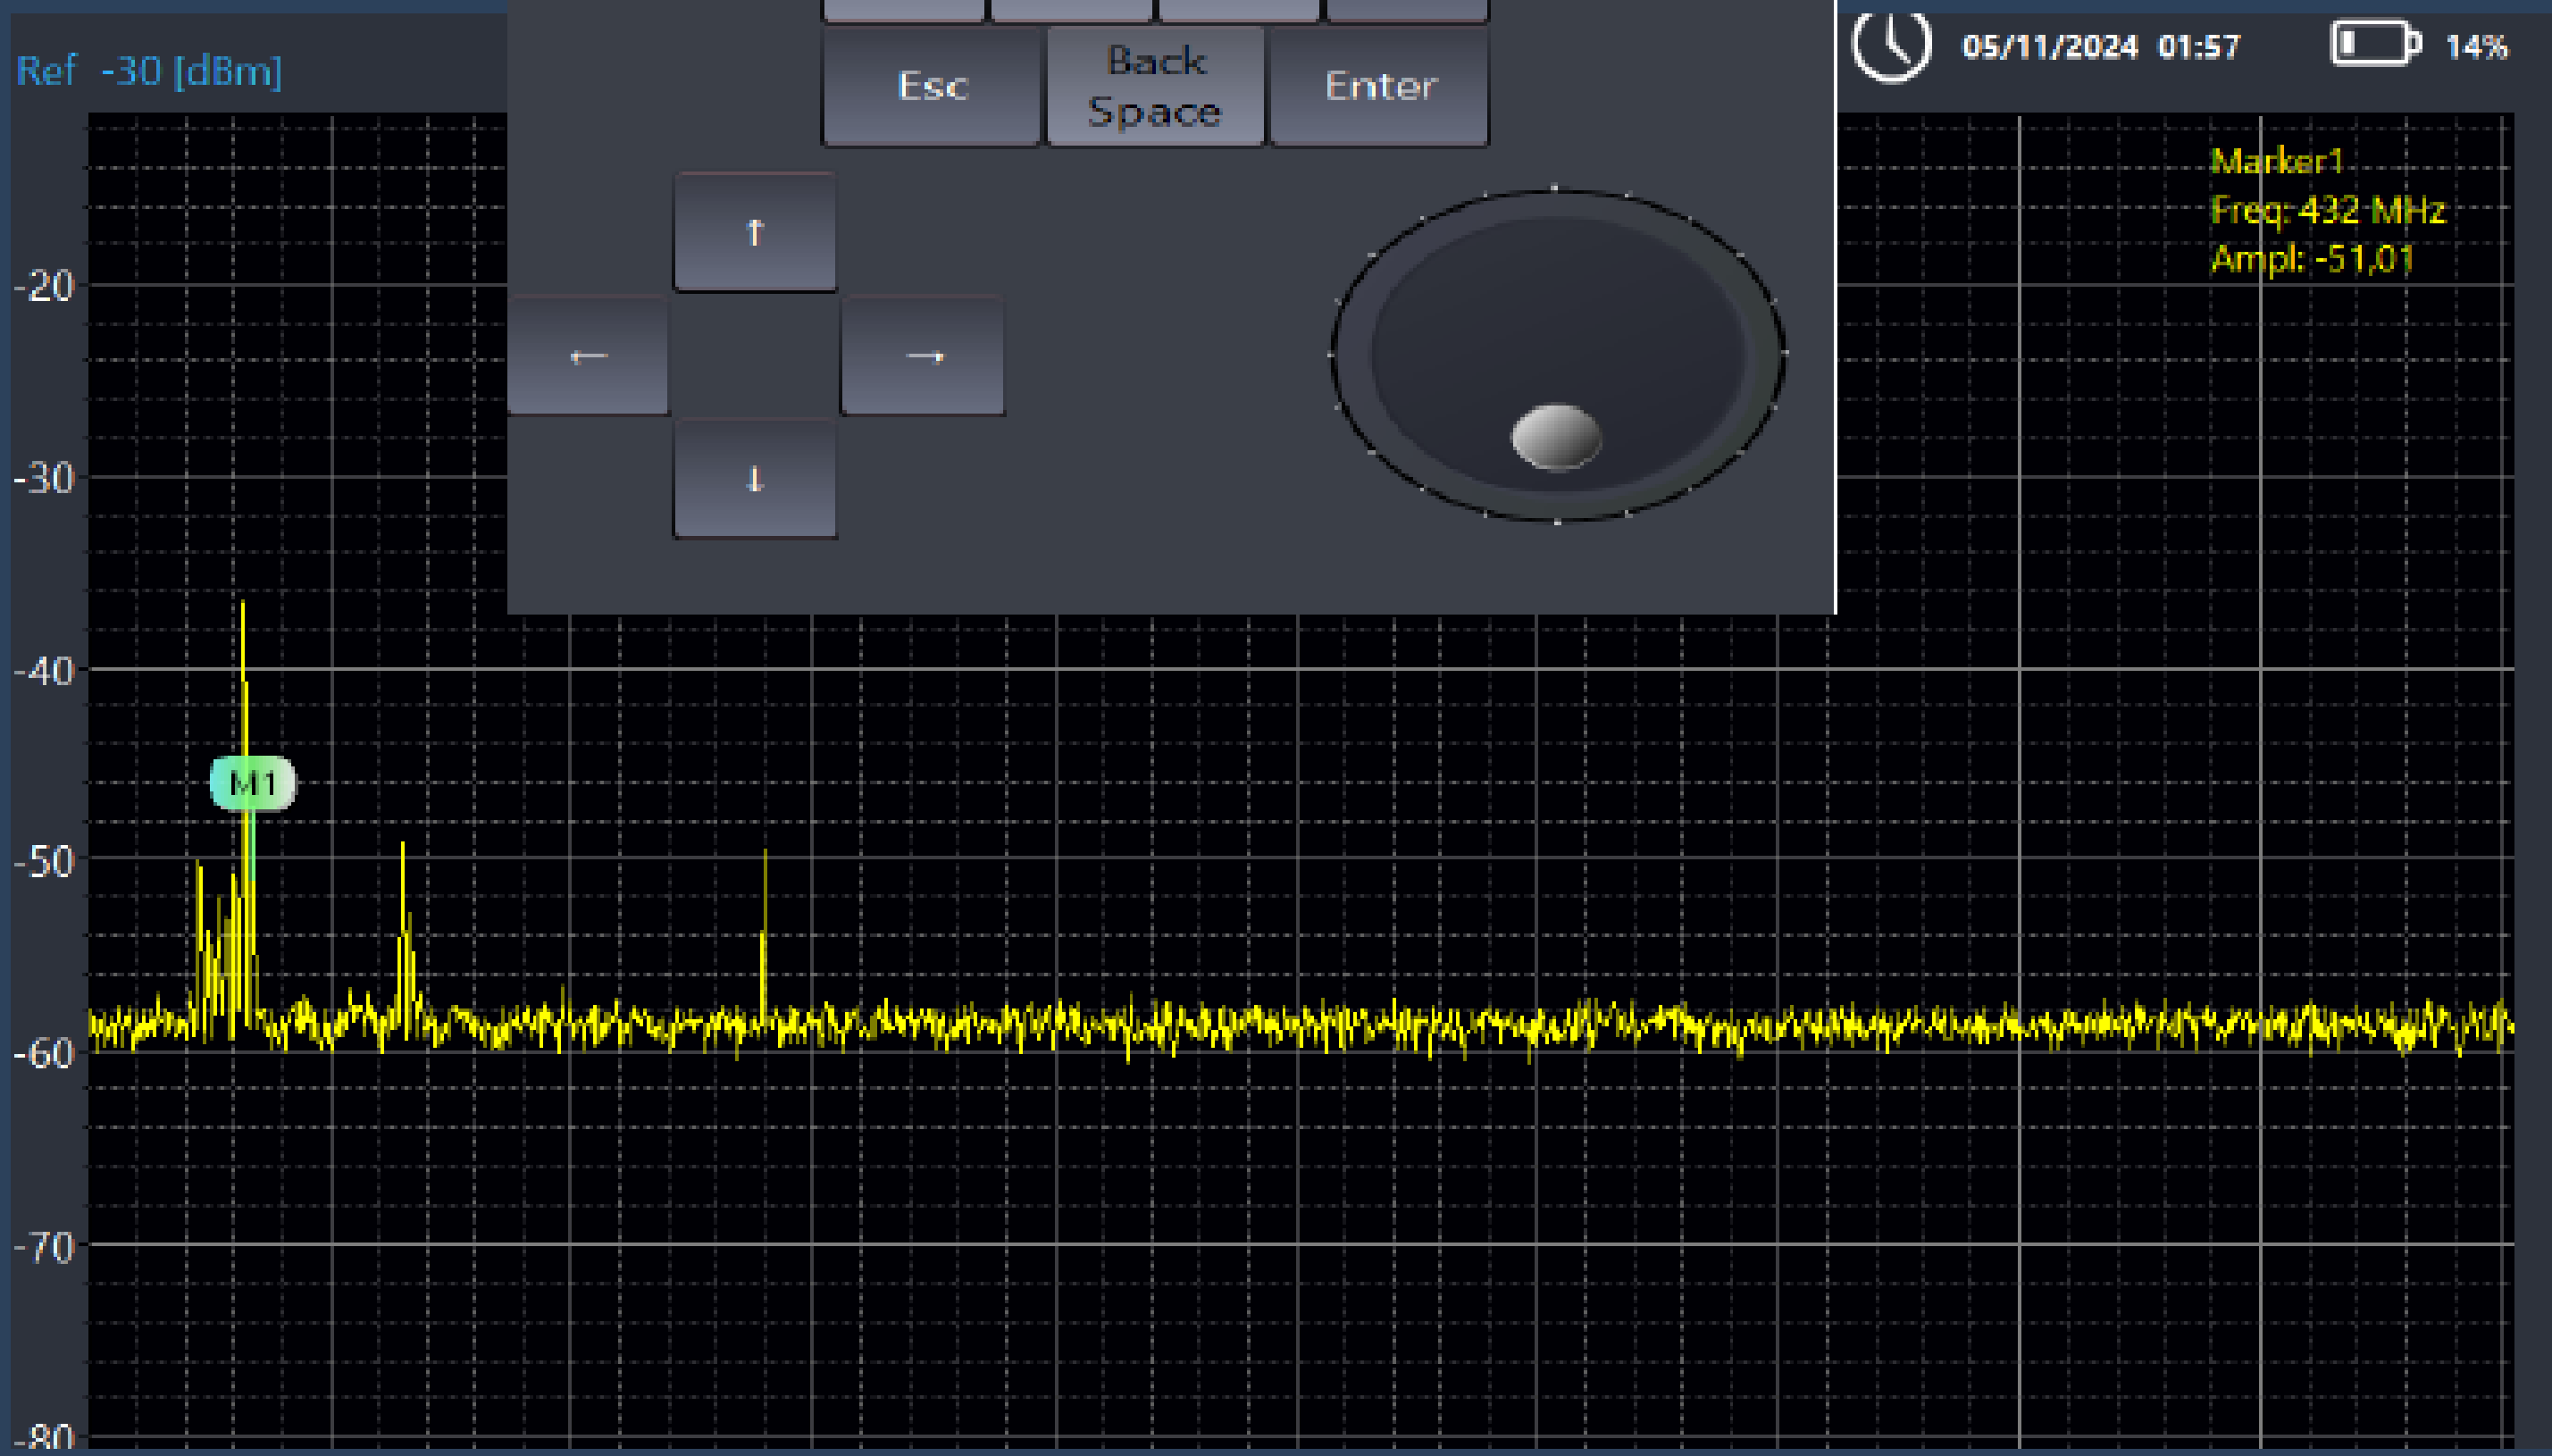 Ref -30 [dBm]
Esc
Back
Space
Enter
↑
←
→
↓
05/11/2024 01:57
14%
Marker1
Freq: 432 MHz
Ampl: -51,01
-20
-30
-40
M1
-50
-60
-70
-80